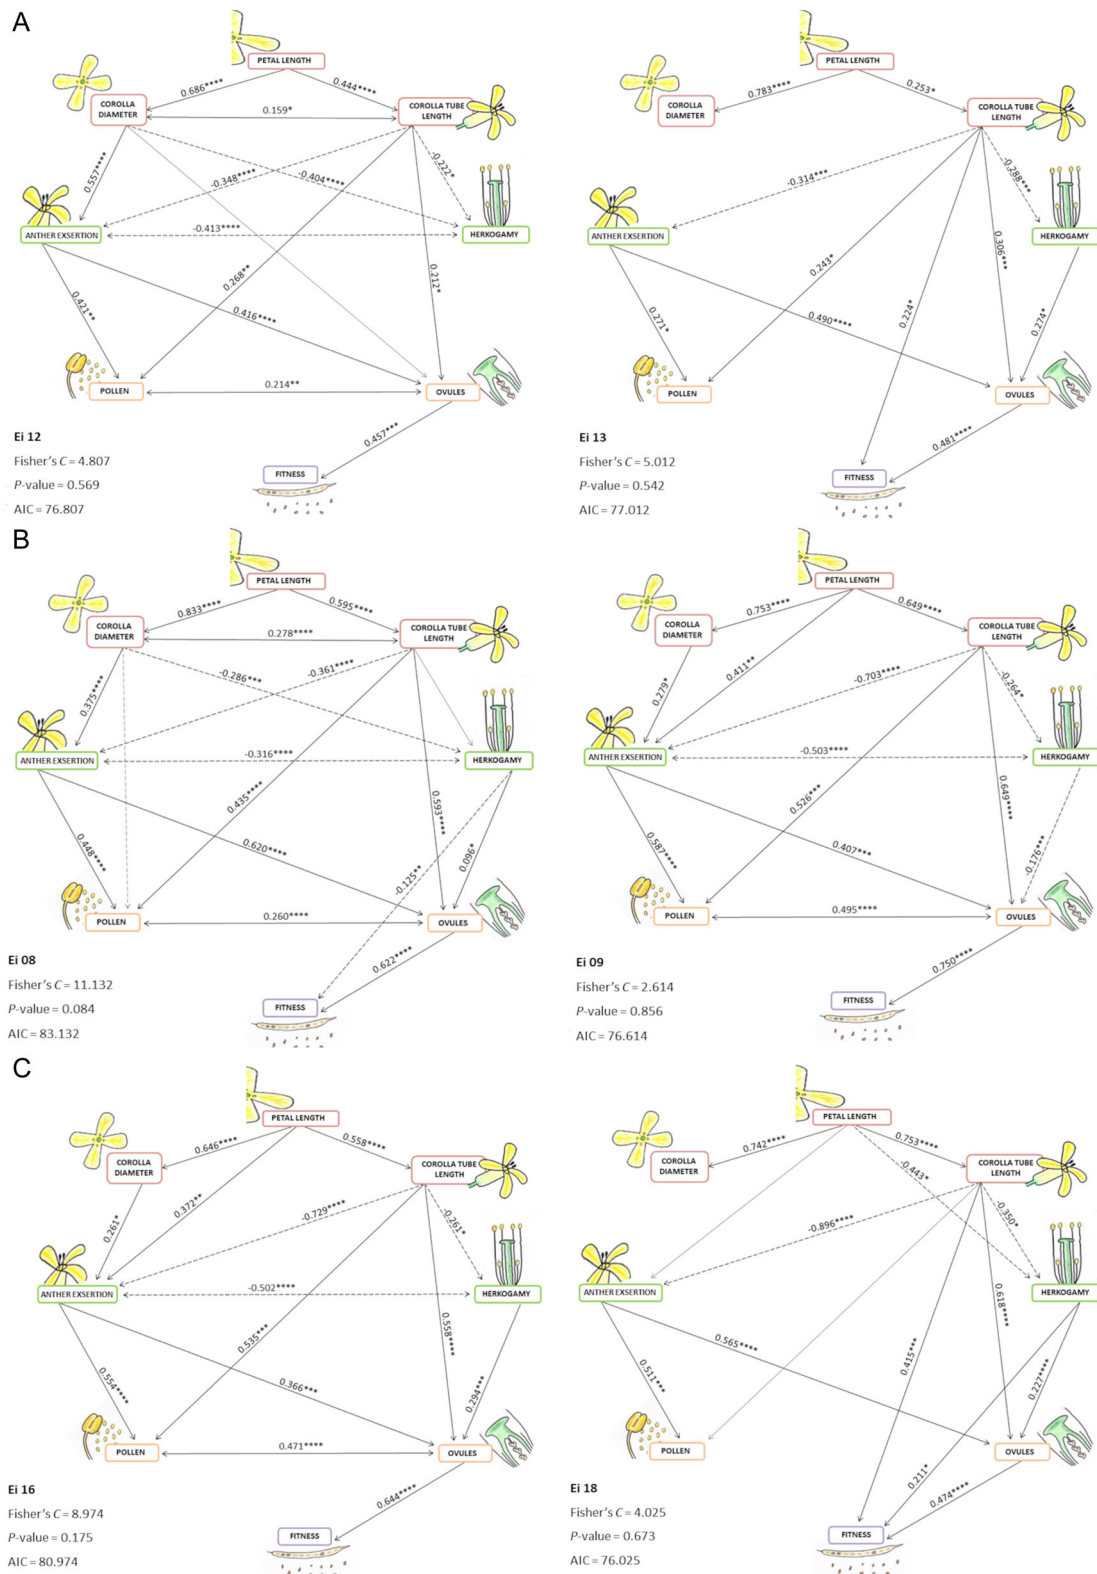 A
PETAL LENGTH
0.686****
0.444****
COROLLA
DIAMETER
0.159*
COROLLA TUBE
LENGTH
0.557****
-0.348****
-0.404****
-0.222*
ANTHER EXSERTION
-0.413****
HERKOGAMY
0.268**
0.212*
0.421**
0.416****
POLLEN
0.214**
OVULES
0.457***
FITNESS
Ei 12
Fisher's C = 4.807
P-value = 0.569
AIC = 76.807
PETAL LENGTH
0.783****
0.253*
COROLLA
DIAMETER
COROLLA TUBE
LENGTH
-0.314***
-0.288***
ANTHER EXSERTION
HERKOGAMY
0.243*
0.306***
0.271*
0.490****
0.224*
0.274*
POLLEN
OVULES
0.481****
FITNESS
Ei 13
Fisher's C = 5.012
P-value = 0.542
AIC = 77.012
B
PETAL LENGTH
0.833****
0.595****
COROLLA
DIAMETER
0.278****
COROLLA TUBE
LENGTH
0.375****
-0.286***
-0.361****
ANTHER EXSERTION
-0.316****
HERKOGAMY
0.435****
0.593****
0.448****
0.620****
-0.125**
0.096*
POLLEN
0.260****
OVULES
0.622****
FITNESS
Ei 08
Fisher's C = 11.132
P-value = 0.084
AIC = 83.132
PETAL LENGTH
0.753****
0.649****
COROLLA
DIAMETER
0.411**
COROLLA TUBE
LENGTH
0.279*
-0.703****
-0.264*
ANTHER EXSERTION
-0.503****
HERKOGAMY
0.526***
0.649****
0.587****
0.407***
-0.176***
POLLEN
0.495****
OVULES
0.750****
FITNESS
Ei 09
Fisher's C = 2.614
P-value = 0.856
AIC = 76.614
C
PETAL LENGTH
0.646****
0.558****
COROLLA
DIAMETER
0.372**
COROLLA TUBE
LENGTH
0.261*
-0.729****
-0.261*
ANTHER EXSERTION
-0.502****
HERKOGAMY
0.535***
0.558****
0.554****
0.366***
0.294***
POLLEN
0.471****
OVULES
0.644****
FITNESS
Ei 16
Fisher's C = 8.974
P-value = 0.175
AIC = 80.974
PETAL LENGTH
0.742****
0.753****
COROLLA
DIAMETER
-0.443*
COROLLA TUBE
LENGTH
-0.896****
-0.350*
ANTHER EXSERTION
HERKOGAMY
0.618****
0.511***
0.565****
0.415***
0.227****
POLLEN
OVULES
0.211*
0.474****
FITNESS
Ei 18
Fisher's C = 4.025
P-value = 0.673
AIC = 76.025